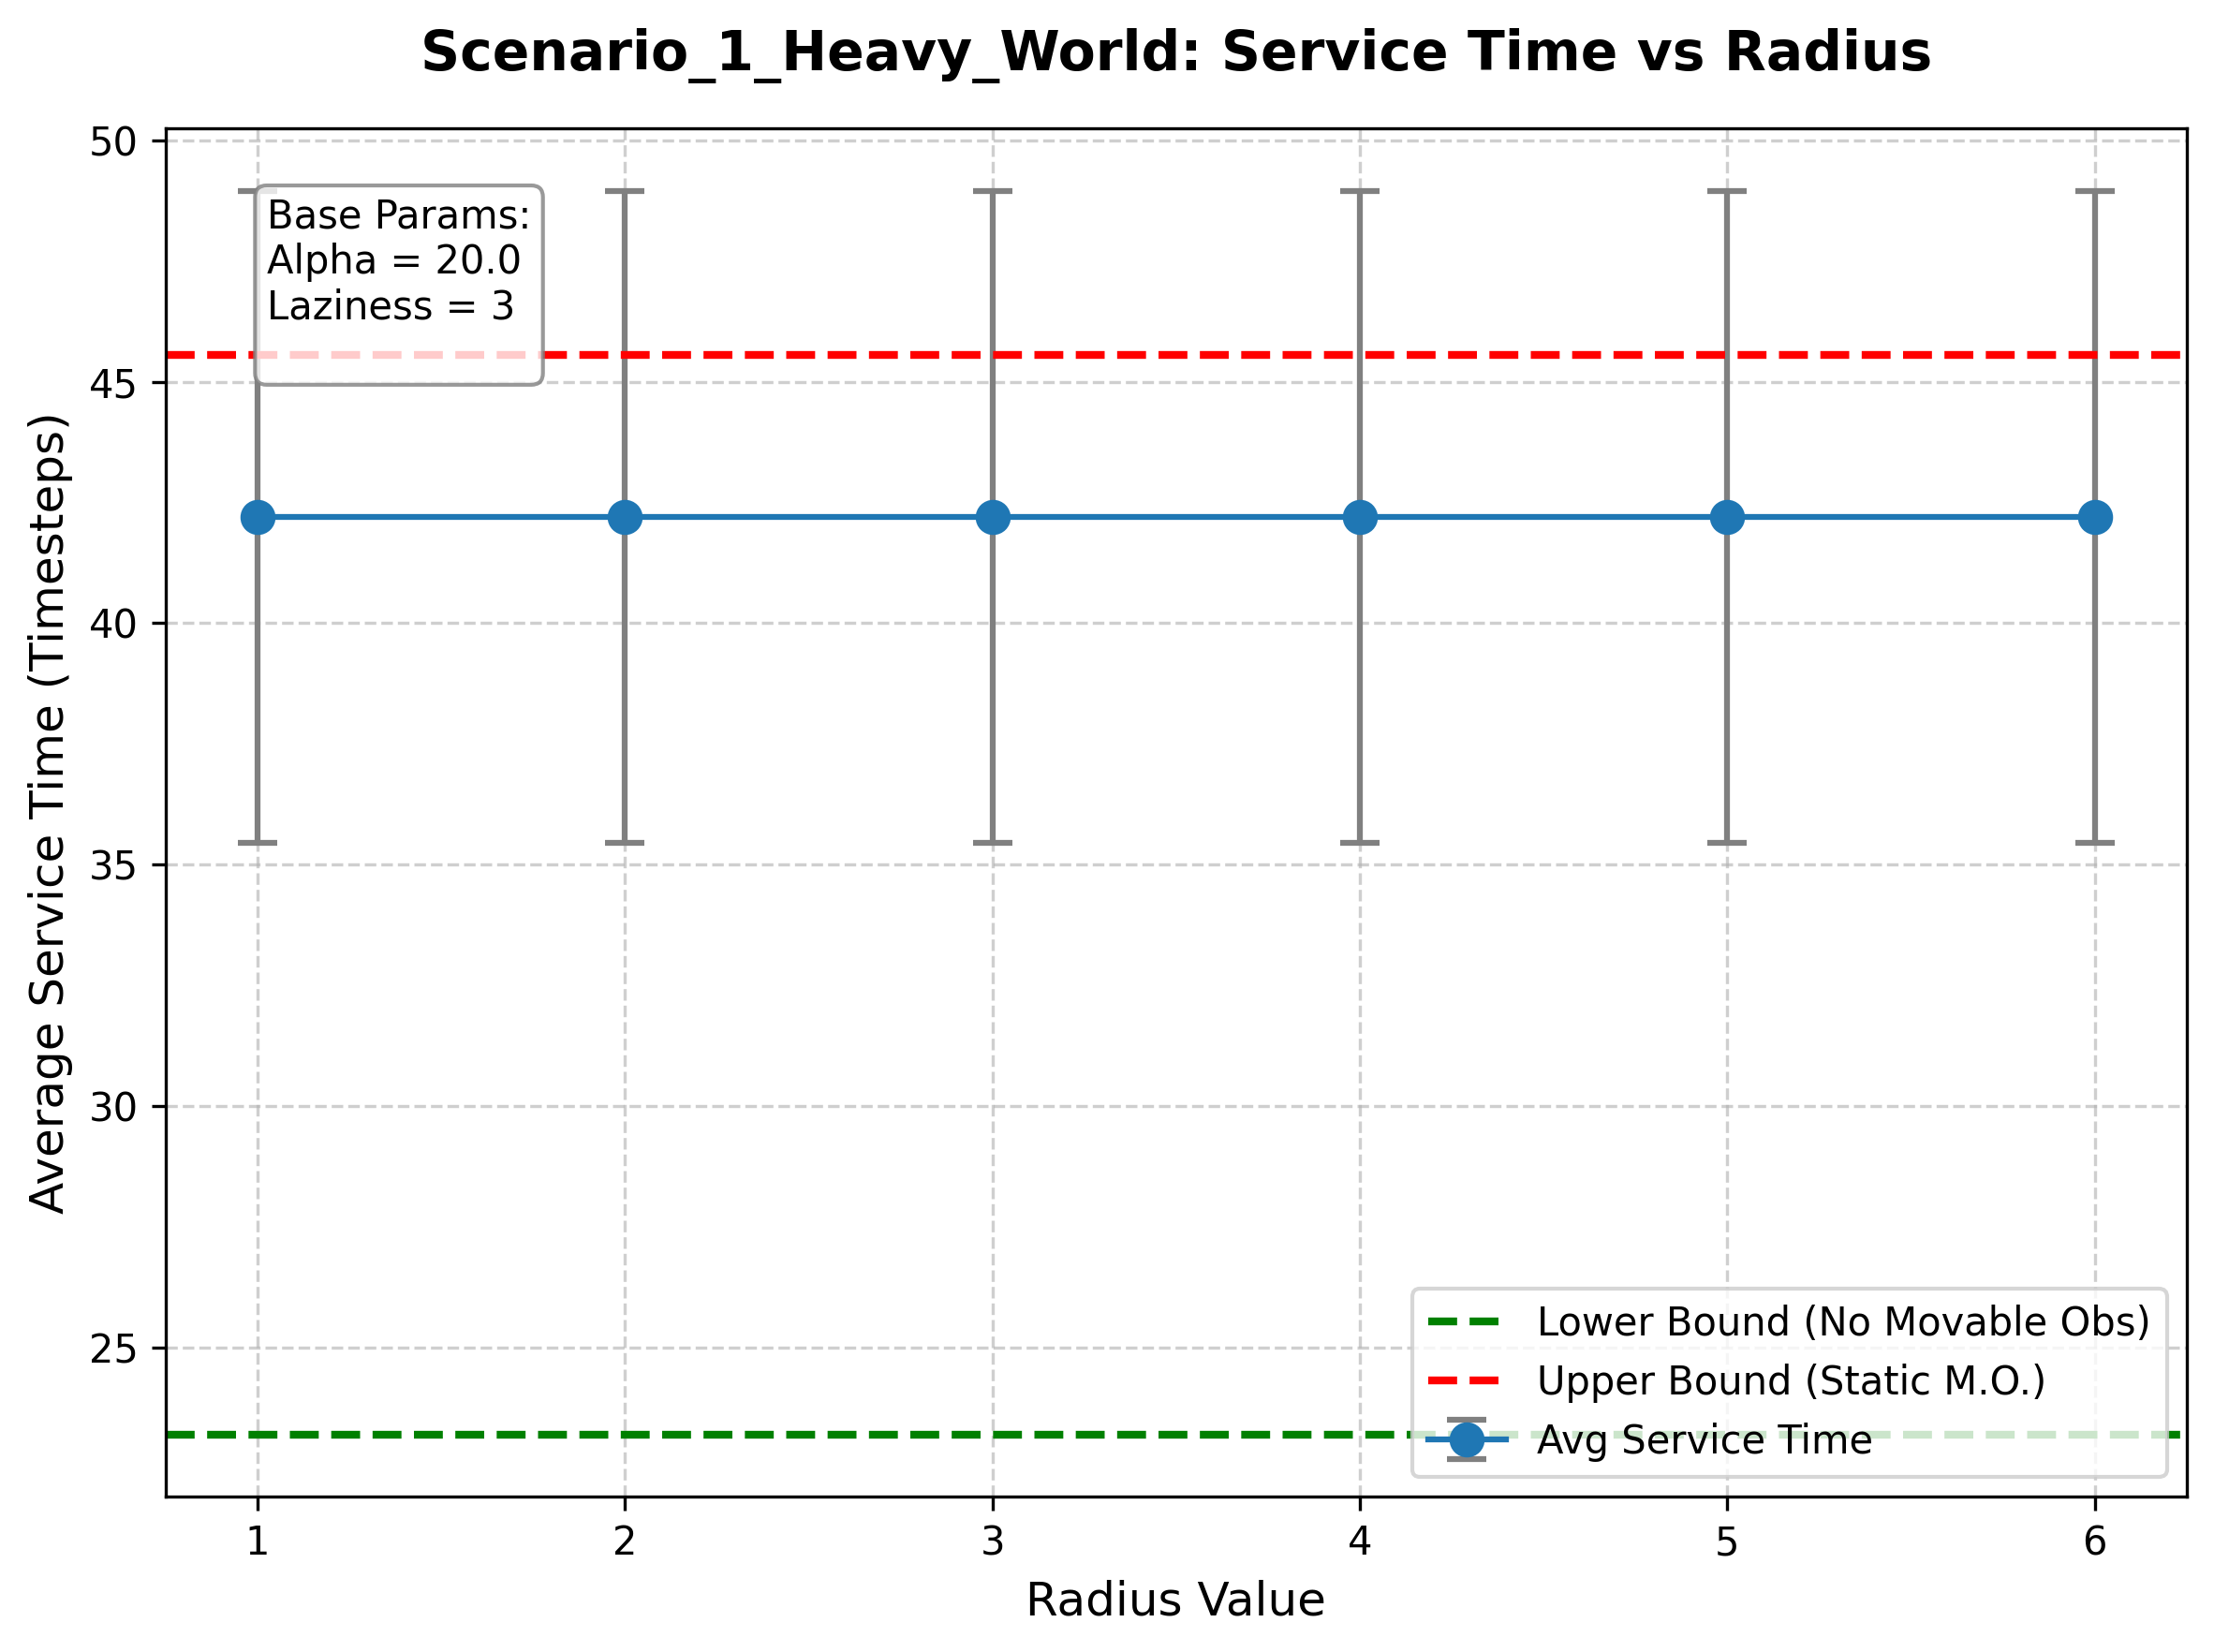 Scenario_1_Heavy_World: Service Time vs Radius
50
45
40
35
30
25
Average Service Time (Timesteps)
Base Params:
Alpha = 20.0
Laziness = 3
Lower Bound (No Movable Obs)
Upper Bound (Static M.O.)
Avg Service Time
1 2 3 4 5 6
Radius Value